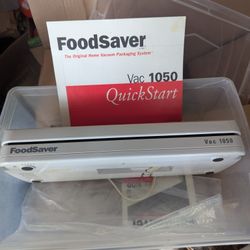 FoodSaver
The Original Home Vacuum Packaging System
Vac 1050
QuickStart
FoodSaver
Vac 1050